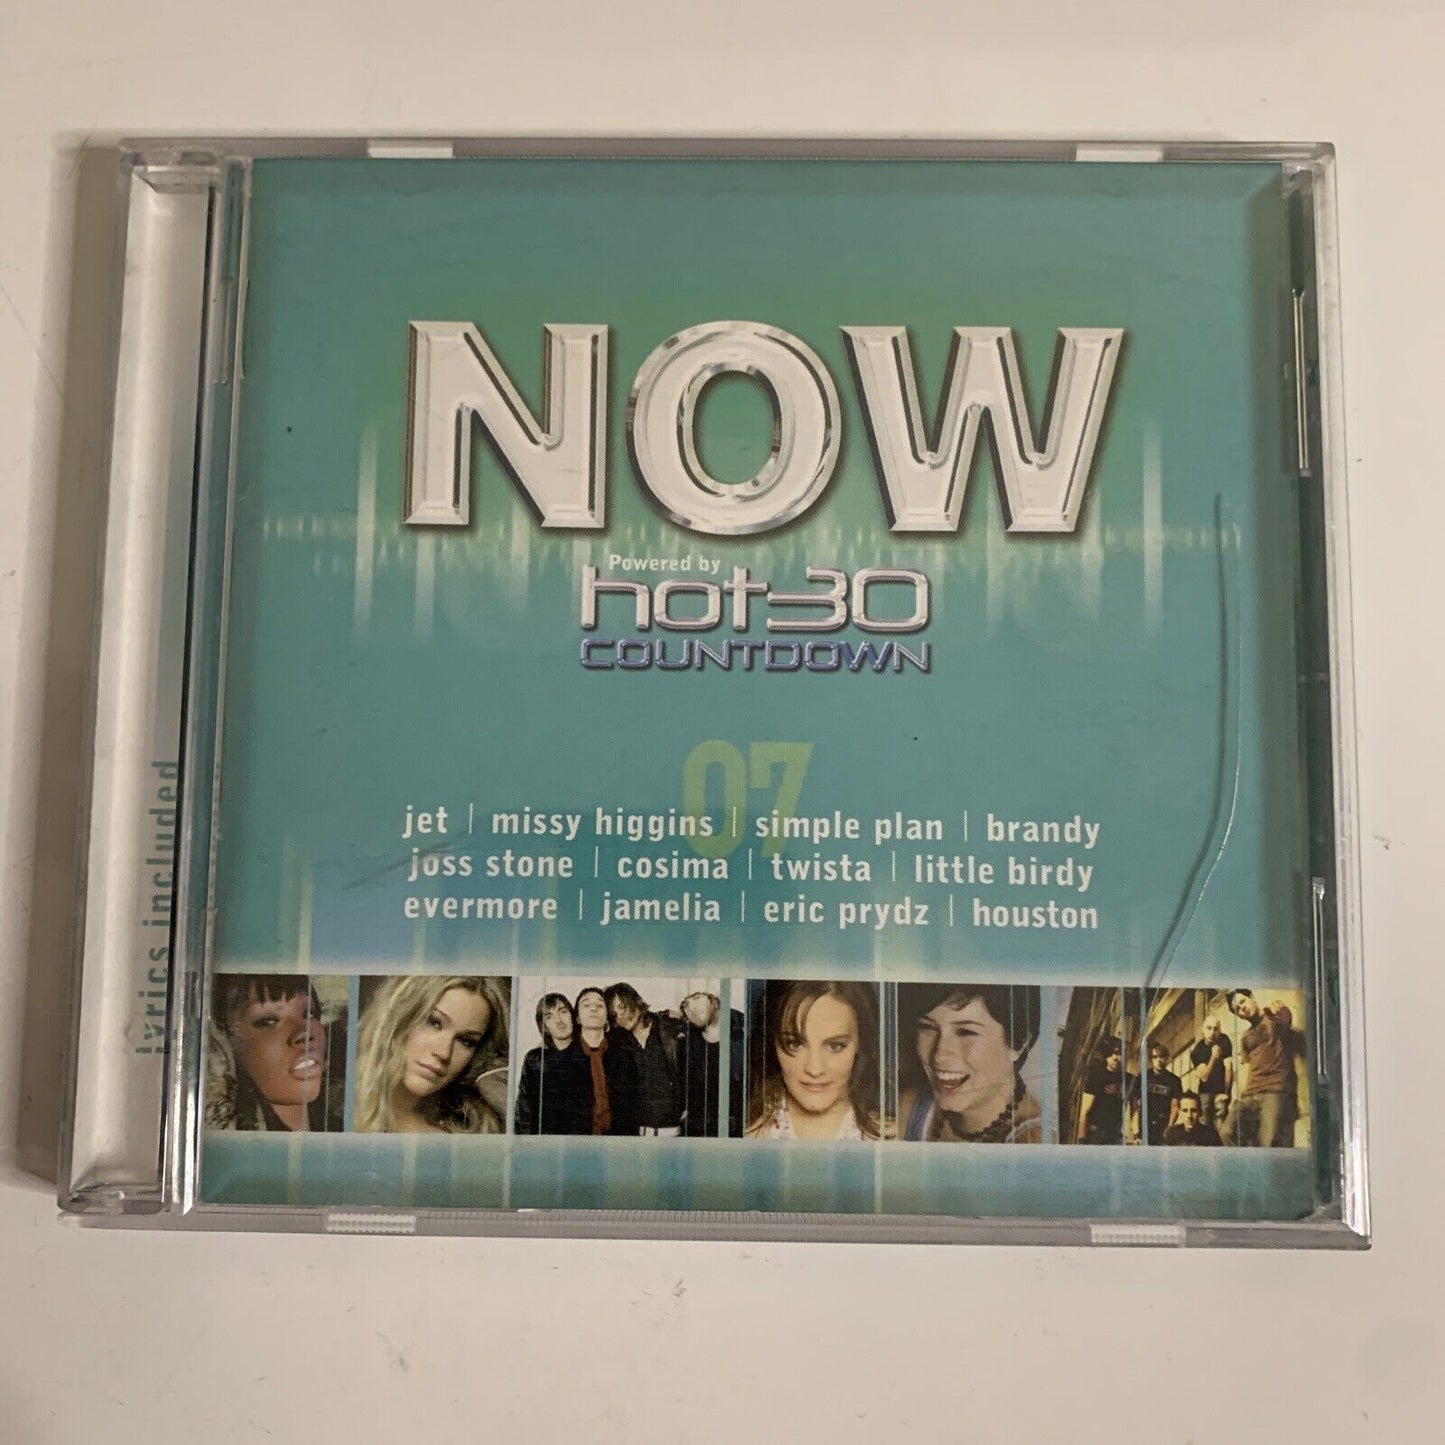 NOW
Powered by
hot30
COUNTDOWN
07
jet | missy higgins | simple plan | brandy
joss stone | cosima | twista | little birdy
evermore | jamelia | eric prydz | houston
lyrics included